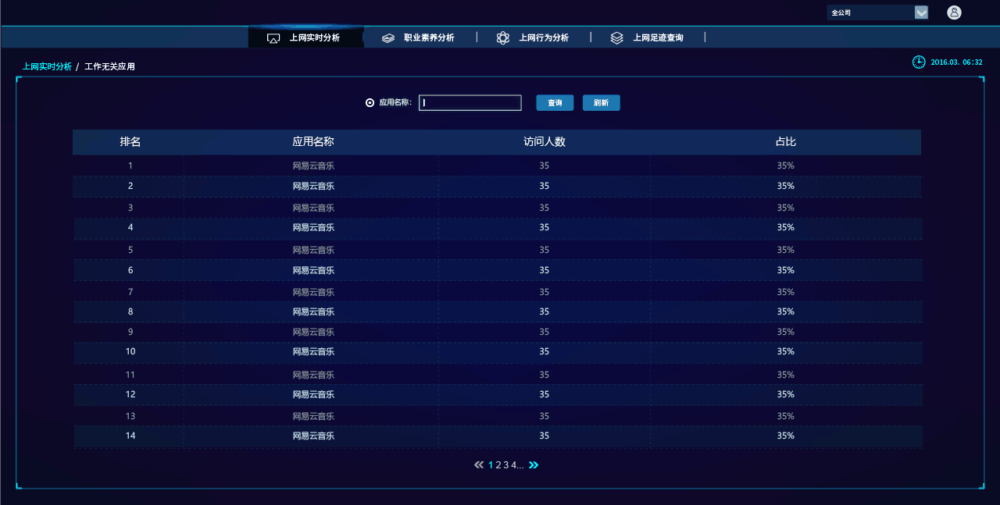 全公司
上网实时分析 职业素养分析 上网行为分析 上网足迹查询
上网实时分析 / 工作无关应用
2016.03. 06:32
应用名称: 查询 刷新
排名 应用名称 访问人数 占比
1 网易云音乐 35 35%
2 网易云音乐 35 35%
3 网易云音乐 35 35%
4 网易云音乐 35 35%
5 网易云音乐 35 35%
6 网易云音乐 35 35%
7 网易云音乐 35 35%
8 网易云音乐 35 35%
9 网易云音乐 35 35%
10 网易云音乐 35 35%
11 网易云音乐 35 35%
12 网易云音乐 35 35%
13 网易云音乐 35 35%
14 网易云音乐 35 35%
1 2 3 4...